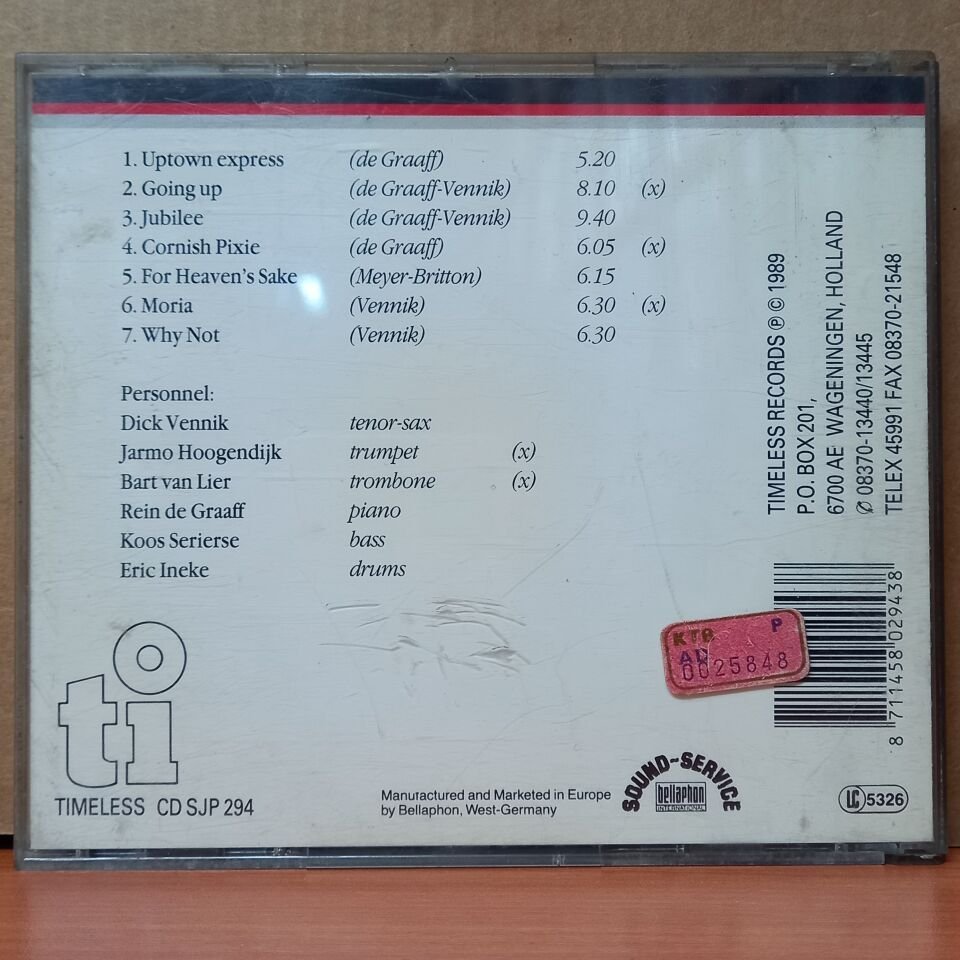 1. Uptown express (de Graaff) 5.20
2. Going up (de Graaff-Vennik) 8.10 (x)
3. Jubilee (de Graaff-Vennik) 9.40
4. Cornish Pixie (de Graaff) 6.05 (x)
5. For Heaven's Sake (Meyer-Britton) 6.15
6. Moria (Vennik) 6.30 (x)
7. Why Not (Vennik) 6.30
Personnel:
Dick Vennik tenor-sax
Jarmo Hoogendijk trumpet (x)
Bart van Lier trombone (x)
Rein de Graaff piano
Koos Serierse bass
Eric Ineke drums
TIMELESS RECORDS ℗ © 1989
P.O. BOX 201,
6700 AE WAGENINGEN, HOLLAND
✆ 08370-13440/13445
TELEX 45991 FAX 08370-21548
8 711458 029438
KTB P
AD
0025848
ti
TIMELESS CD SJP 294
Manufactured and Marketed in Europe
by Bellaphon, West-Germany
SOUND-SERVICE
bellaphon
INTERNATIONAL
LC 5326